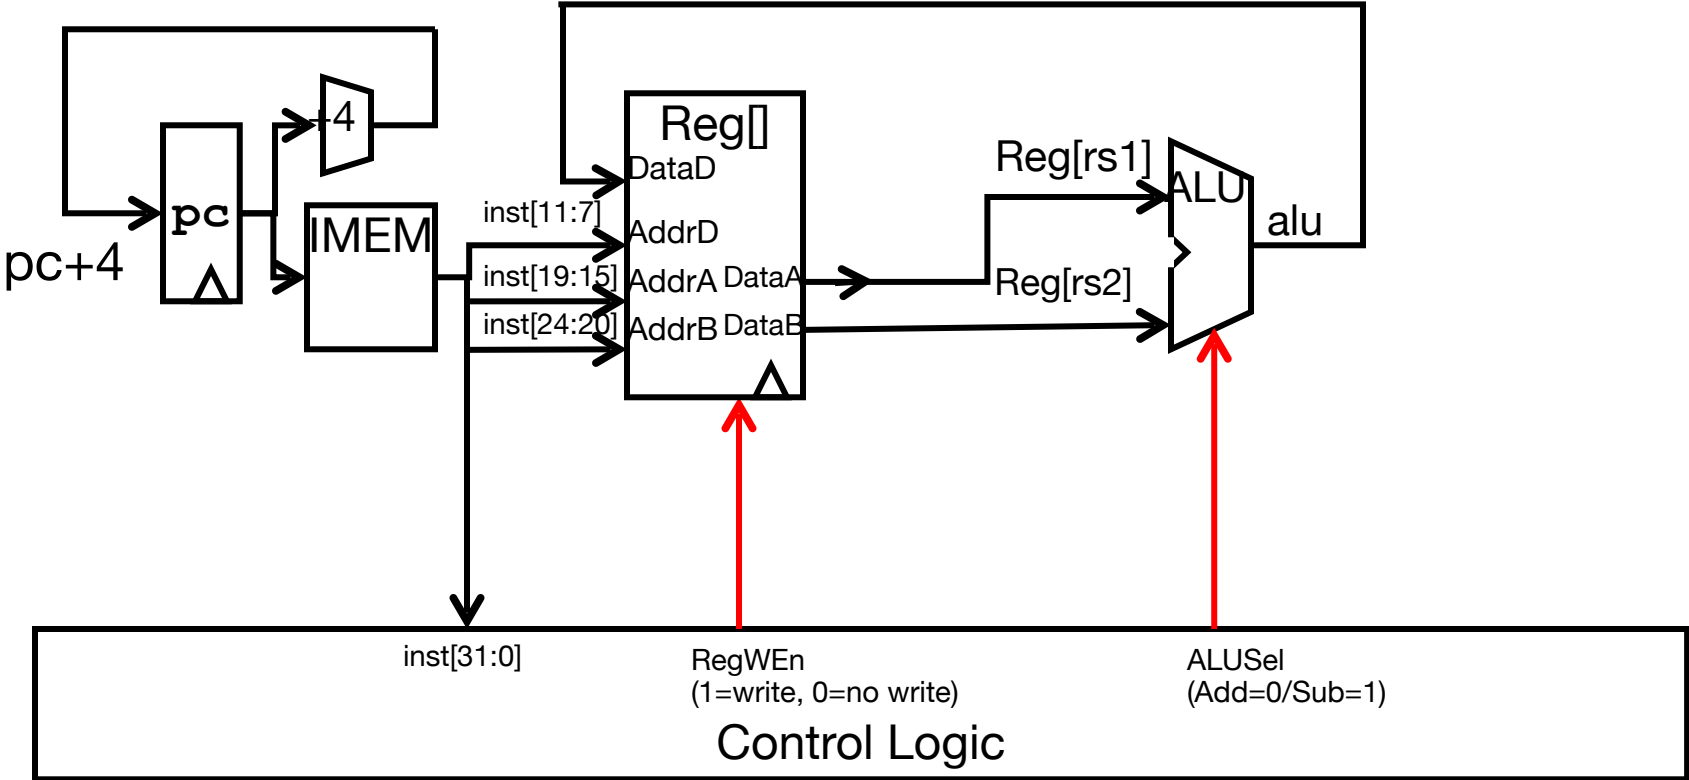 +4
Reg[]
pc
pc+4
IMEM
DataD
inst[11:7]
AddrD
inst[19:15]
AddrA DataA
inst[24:20]
AddrB DataB
Reg[rs1]
ALU
alu
Reg[rs2]
inst[31:0]
RegWEn
(1=write, 0=no write)
ALUSel
(Add=0/Sub=1)
Control Logic